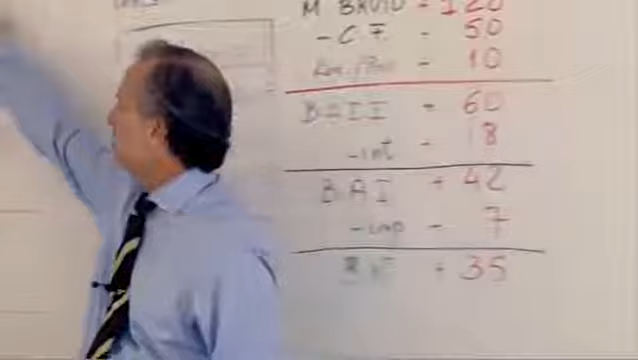 M BRUTO = 120
- C F. - 50
- 10
BAII = 60
- int - 18
BAI + 42
- imp - 7
+ 35